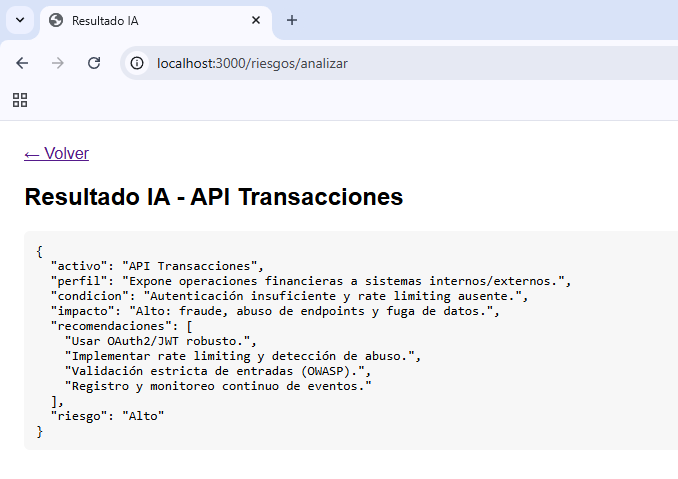 Resultado IA
localhost:3000/riesgos/analizar
← Volver
Resultado IA - API Transacciones
{
  "activo": "API Transacciones",
  "perfil": "Expone operaciones financieras a sistemas internos/externos.",
  "condicion": "Autenticación insuficiente y rate limiting ausente.",
  "impacto": "Alto: fraude, abuso de endpoints y fuga de datos.",
  "recomendaciones": [
    "Usar OAuth2/JWT robusto.",
    "Implementar rate limiting y detección de abuso.",
    "Validación estricta de entradas (OWASP).",
    "Registro y monitoreo continuo de eventos."
  ],
  "riesgo": "Alto"
}